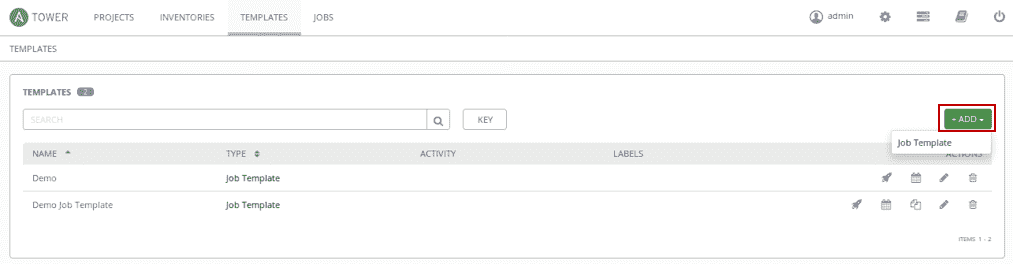 A TOWER PROJECTS INVENTORIES TEMPLATES JOBS admin
TEMPLATES
TEMPLATES 2
SEARCH KEY + ADD
Job Template
NAME TYPE ACTIVITY LABELS ACTIONS
Demo Job Template
Demo Job Template Job Template
ITEMS 1 - 2